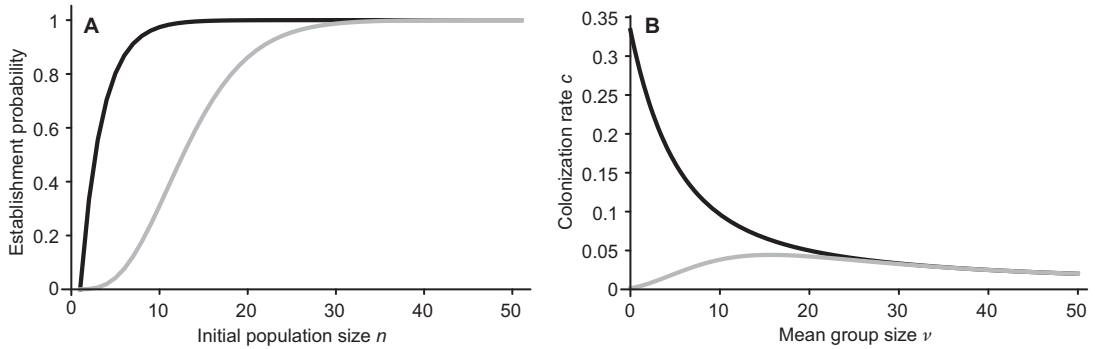 A
Establishment probability
1
0.8
0.6
0.4
0.2
0
0 10 20 30 40 50
Initial population size n
B
Colonization rate c
0.35
0.3
0.25
0.2
0.15
0.1
0.05
0
0 10 20 30 40 50
Mean group size ν